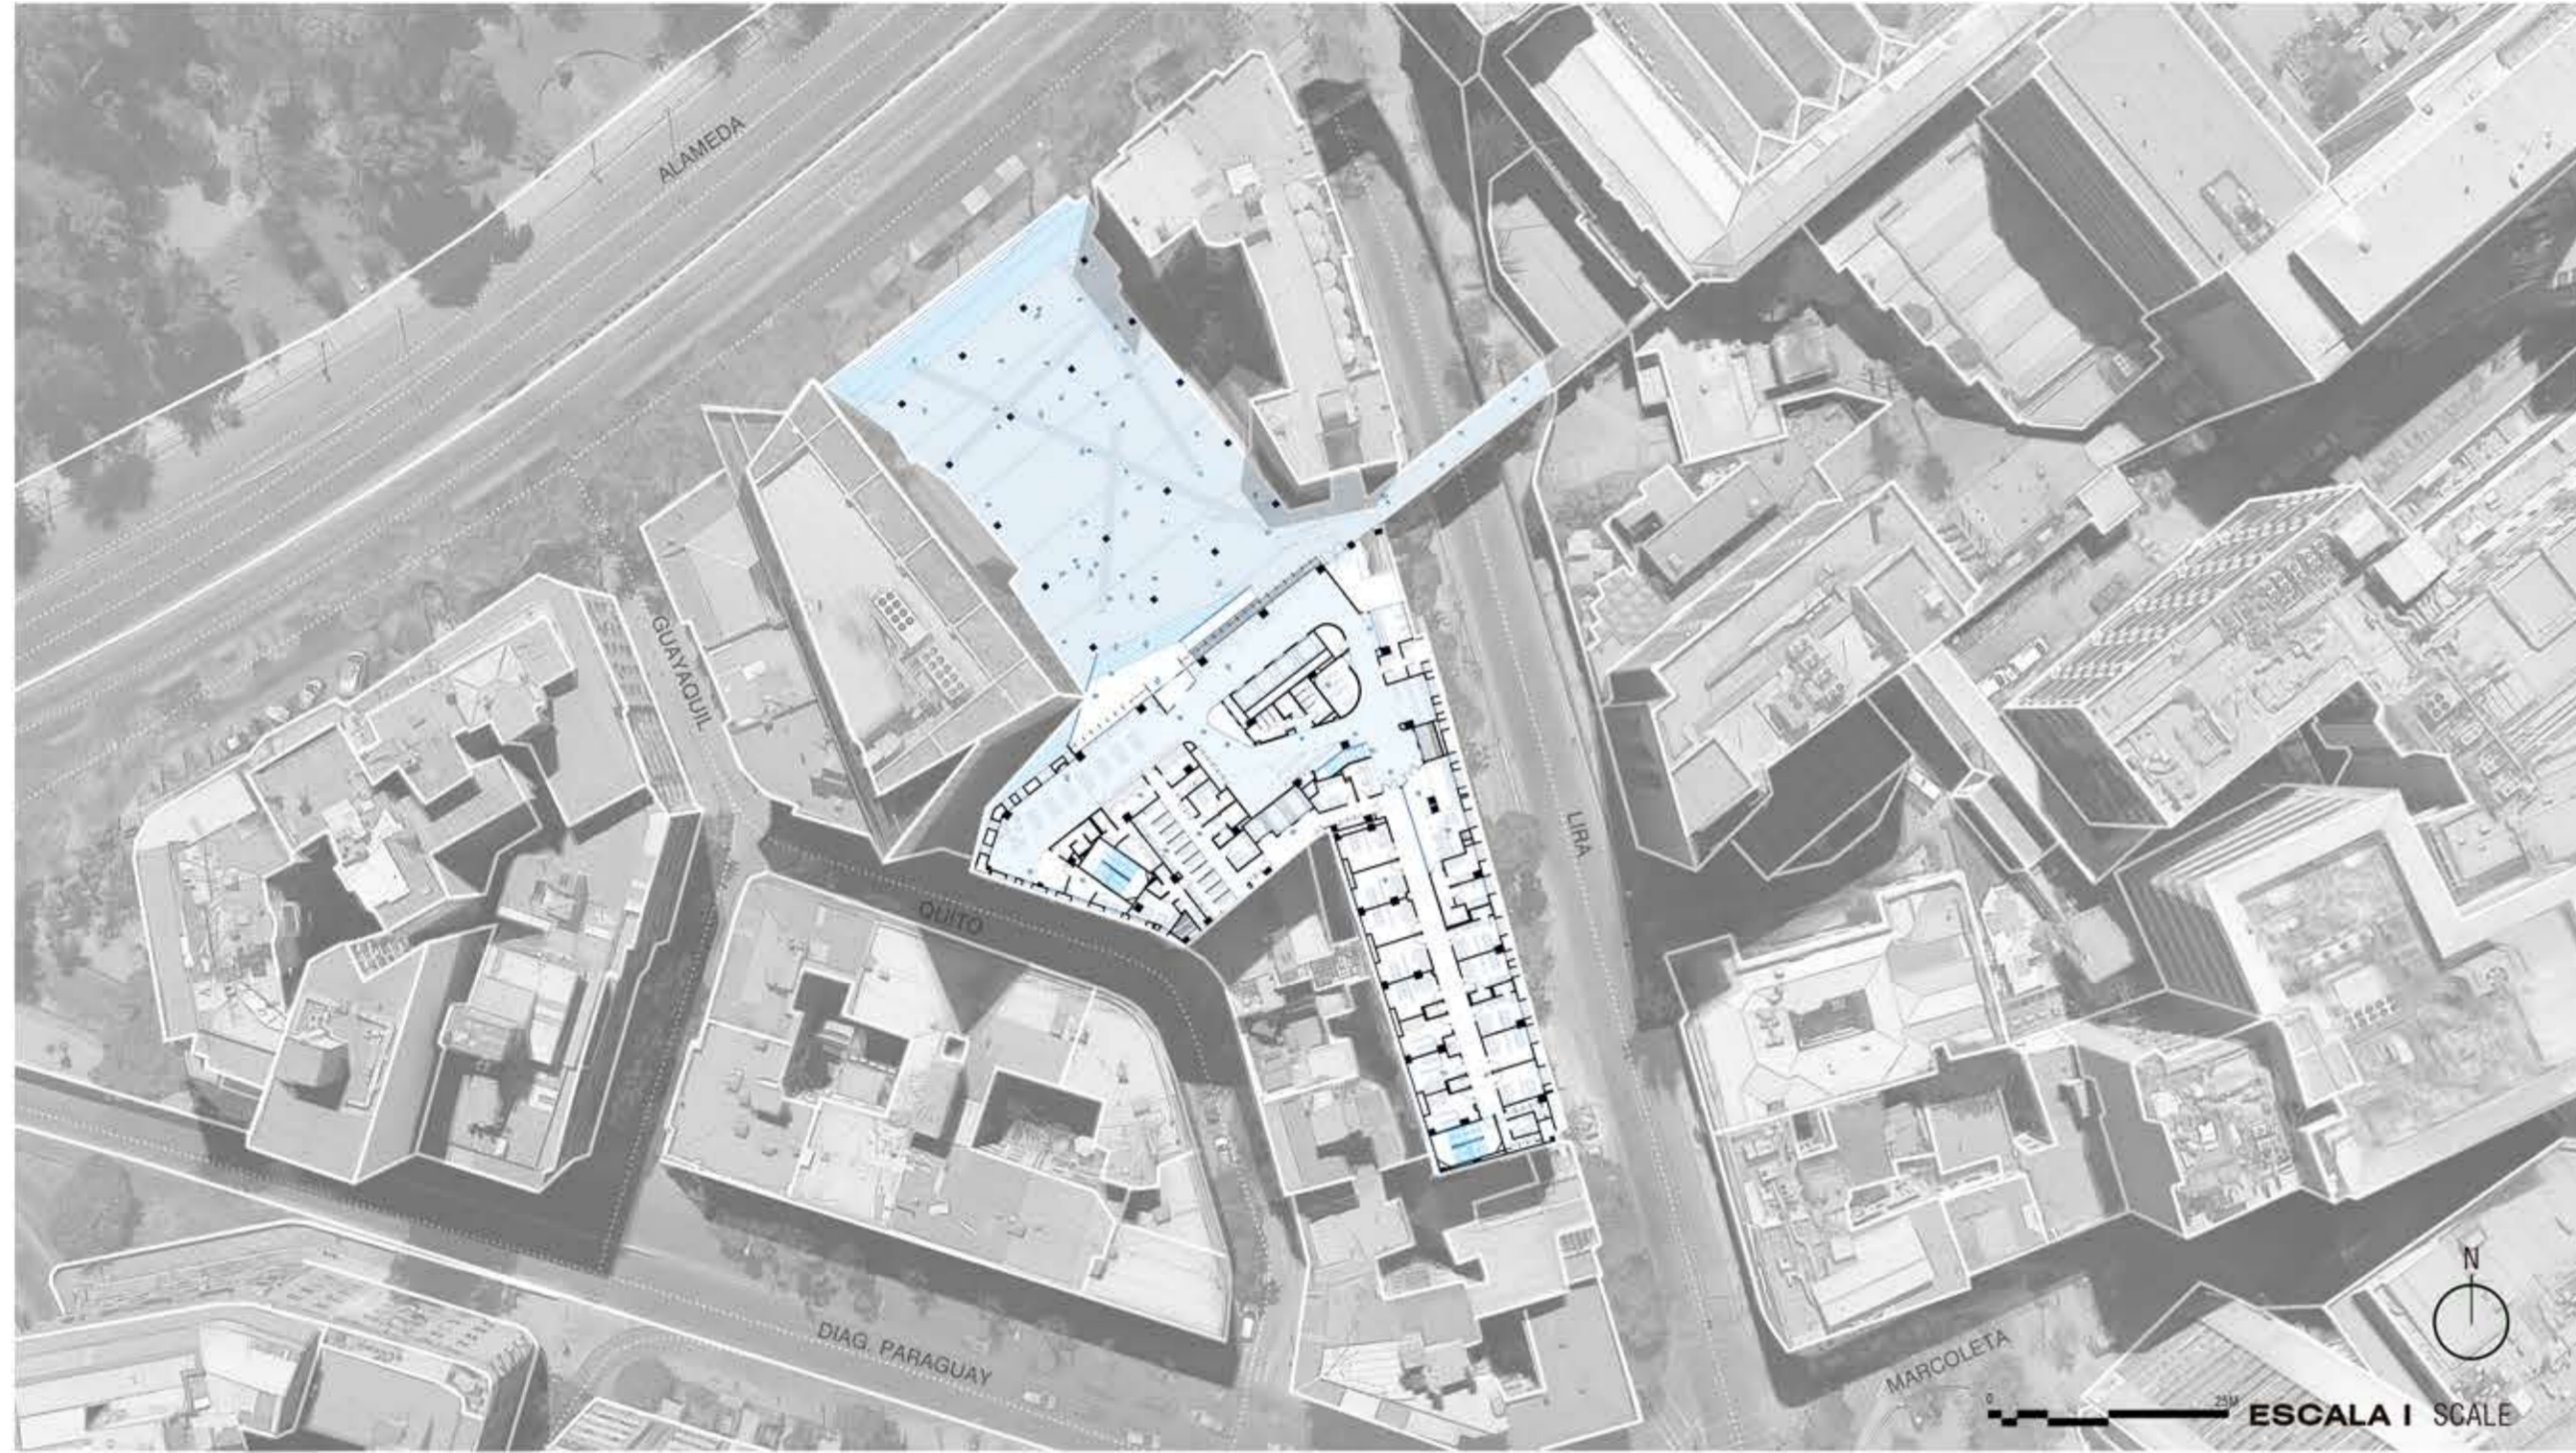 ALAMEDA
GUAYAQUIL
LIRA
QUITO
DIAG. PARAGUAY
MARCOLETA
N
0 25M ESCALA I SCALE